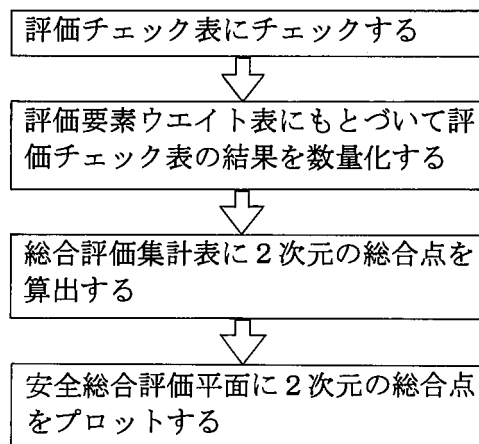 評価チェック表にチェックする
評価要素ウエイト表にもとづいて評
価チェック表の結果を数量化する
総合評価集計表に2次元の総合点を
算出する
安全総合評価平面に2次元の総合点
をプロットする